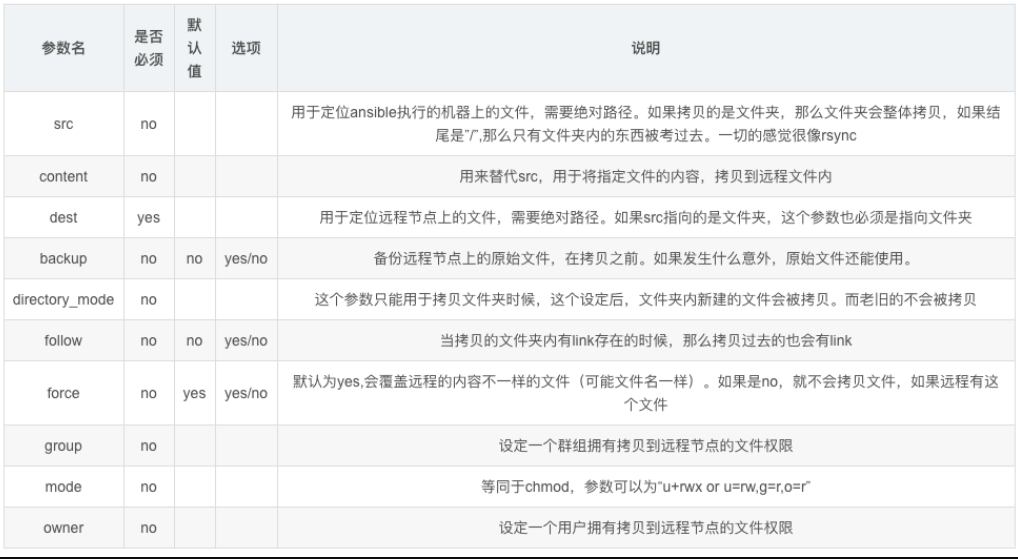 参数名 是否必须 默认值 选项 说明
src no 用于定位ansible执行的机器上的文件，需要绝对路径。如果拷贝的是文件夹，那么文件夹会整体拷贝，如果结
尾是"/",那么只有文件夹内的东西被考过去。一切的感觉很像rsync
content no 用来替代src，用于将指定文件的内容，拷贝到远程文件内
dest yes 用于定位远程节点上的文件，需要绝对路径。如果src指向的是文件夹，这个参数也必须是指向文件夹
backup no no yes/no 备份远程节点上的原始文件，在拷贝之前。如果发生什么意外，原始文件还能使用。
directory_mode no 这个参数只能用于拷贝文件夹时候，这个设定后，文件夹内新建的文件会被拷贝。而老旧的不会被拷贝
follow no no yes/no 当拷贝的文件夹内有link存在的时候，那么拷贝过去的也会有link
force no yes yes/no 默认为yes,会覆盖远程的内容不一样的文件（可能文件名一样）。如果是no，就不会拷贝文件，如果远程有这
个文件
group no 设定一个群组拥有拷贝到远程节点的文件权限
mode no 等同于chmod，参数可以为"u+rwx or u=rw,g=r,o=r"
owner no 设定一个用户拥有拷贝到远程节点的文件权限